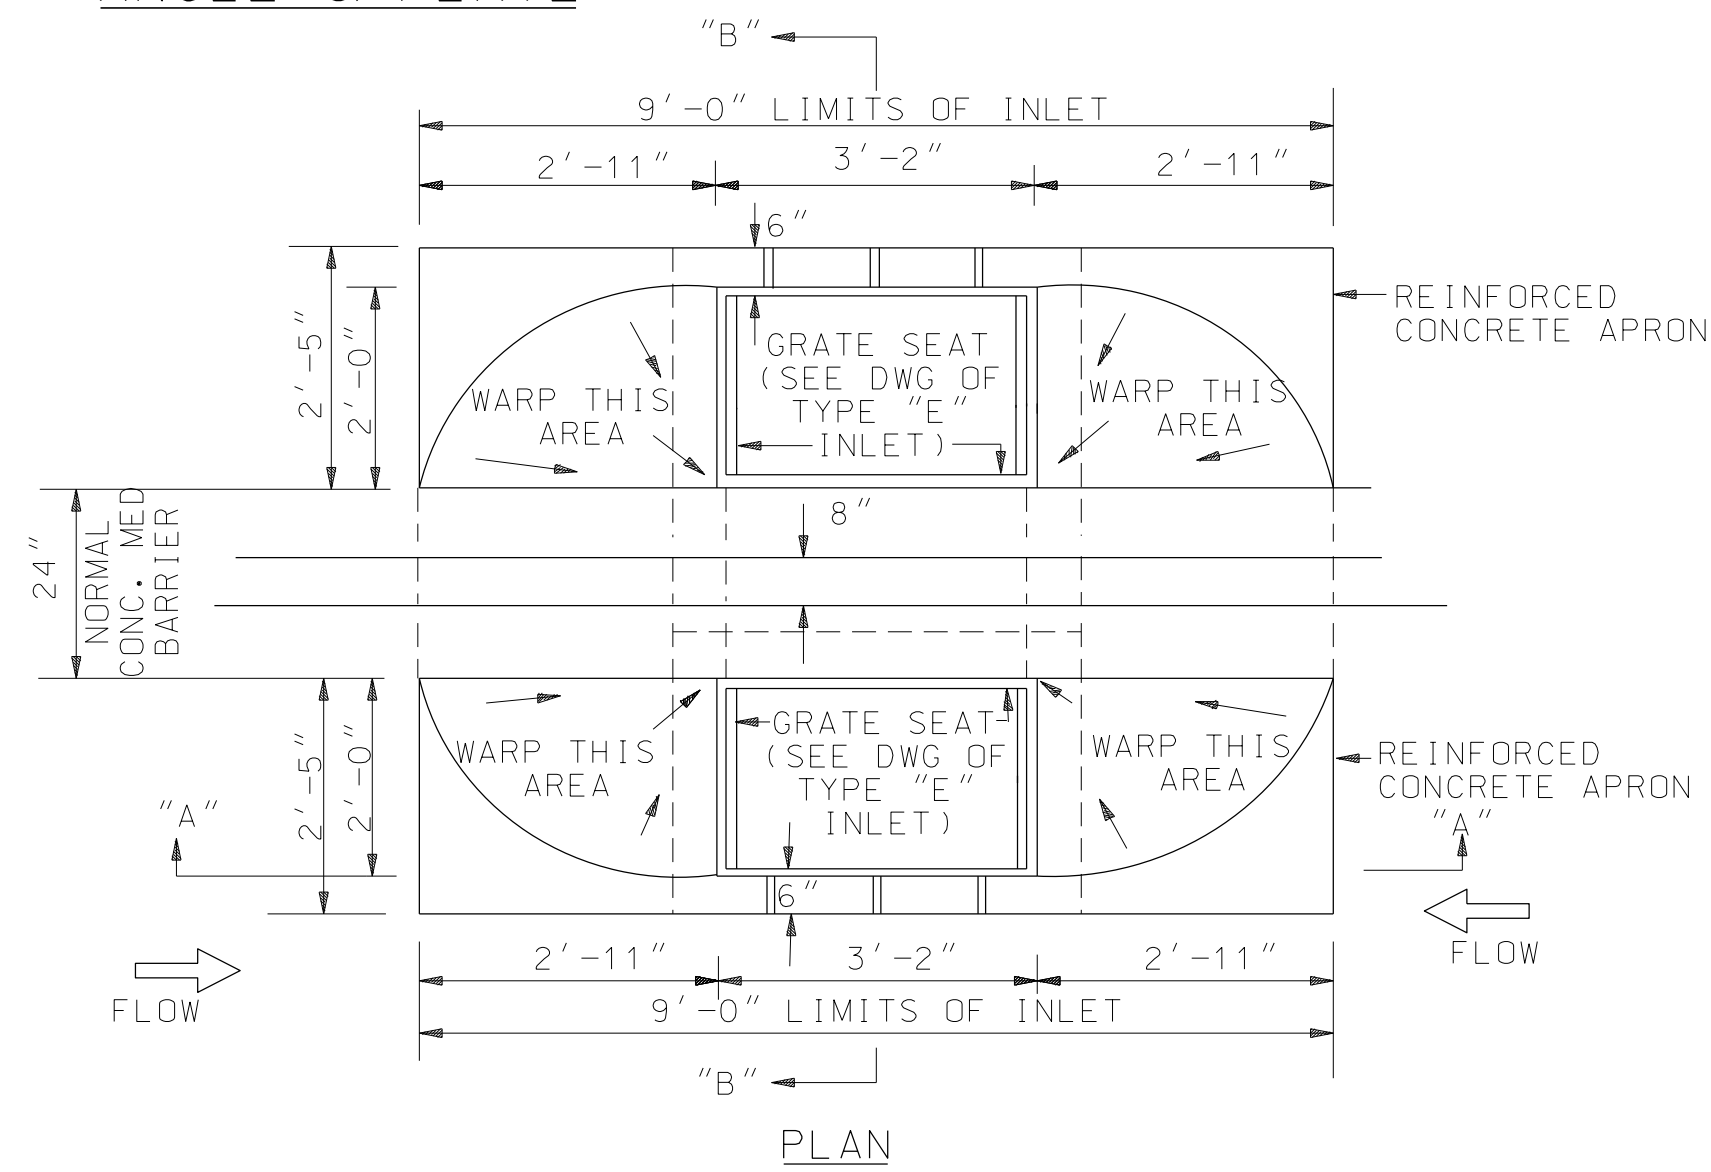 "B"
9'-0" LIMITS OF INLET
2'-11"
3'-2"
2'-11"
6"
REINFORCED
CONCRETE APRON
2'-5"
2'-0"
GRATE SEAT
(SEE DWG OF
TYPE "E"
INLET)
WARP THIS
AREA
WARP THIS
AREA
8"
24"
NORMAL
CONC. MED
BARRIER
GRATE SEAT
(SEE DWG OF
TYPE "E"
INLET)
WARP THIS
AREA
WARP THIS
AREA
REINFORCED
CONCRETE APRON
2'-5"
2'-0"
"A"
"A"
6"
FLOW
FLOW
2'-11"
3'-2"
2'-11"
9'-0" LIMITS OF INLET
"B"
PLAN